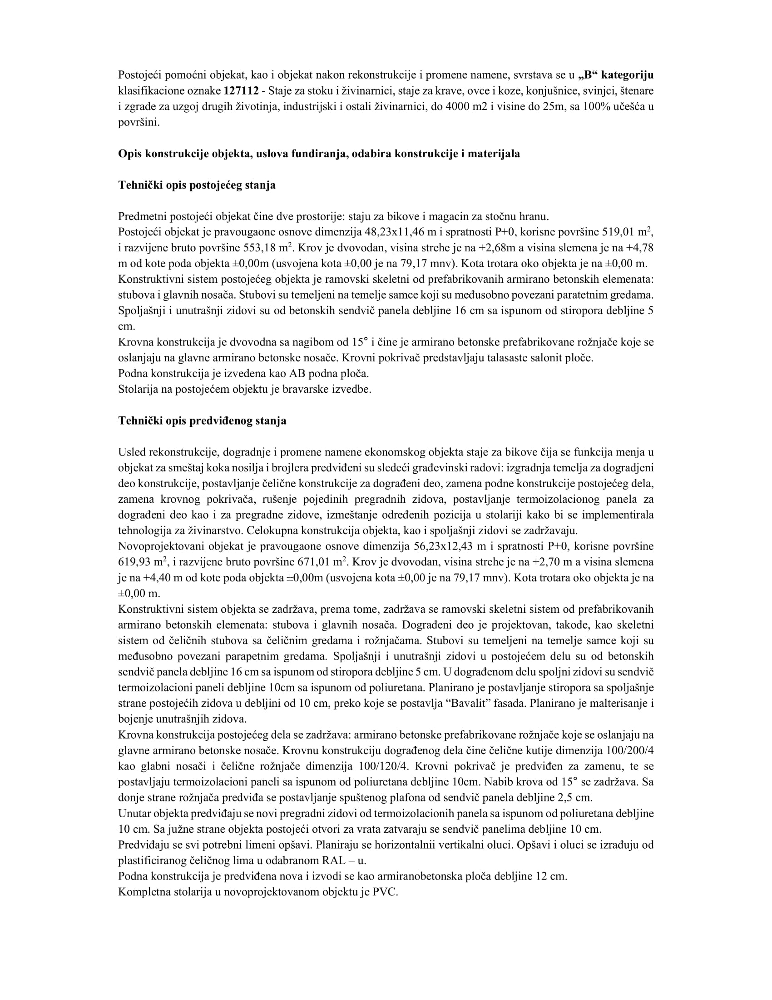 Postojeći pomoćni objekat, kao i objekat nakon rekonstrukcije i promene namene, svrstava se u „B“ kategoriju
klasifikacione oznake 127112 - Staje za stoku i živinarnici, staje za krave, ovce i koze, konjušnice, svinjci, štenare
i zgrade za uzgoj drugih životinja, industrijski i ostali živinarnici, do 4000 m2 i visine do 25m, sa 100% učešća u
površini.
Opis konstrukcije objekta, uslova fundiranja, odabira konstrukcije i materijala
Tehnički opis postojećeg stanja
Predmetni postojeći objekat čine dve prostorije: staju za bikove i magacin za stočnu hranu.
Postojeći objekat je pravougaone osnove dimenzija 48,23x11,46 m i spratnosti P+0, korisne površine 519,01 m²,
i razvijene bruto površine 553,18 m². Krov je dvovodan, visina strehe je na +2,68m a visina slemena je na +4,78
m od kote poda objekta ±0,00m (usvojena kota ±0,00 je na 79,17 mnv). Kota trotara oko objekta je na ±0,00 m.
Konstruktivni sistem postojećeg objekta je ramovski skeletni od prefabrikovanih armirano betonskih elemenata:
stubova i glavnih nosača. Stubovi su temeljeni na temelje samce koji su međusobno povezani paratetnim gredama.
Spoljašnji i unutrašnji zidovi su od betonskih sendvič panela debljine 16 cm sa ispunom od stiropora debljine 5
cm.
Krovna konstrukcija je dvovodna sa nagibom od 15° i čine je armirano betonske prefabrikovane rožnjače koje se
oslanjaju na glavne armirano betonske nosače. Krovni pokrivač predstavljaju talasaste salonit ploče.
Podna konstrukcija je izvedena kao AB podna ploča.
Stolarija na postojećem objektu je bravarske izvedbe.
Tehnički opis predviđenog stanja
Usled rekonstrukcije, dogradnje i promene namene ekonomskog objekta staje za bikove čija se funkcija menja u
objekat za smeštaj koka nosilja i brojlera predviđeni su sledeći građevinski radovi: izgradnja temelja za dogradjeni
deo konstrukcije, postavljanje čelične konstrukcije za dograđeni deo, zamena podne konstrukcije postojećeg dela,
zamena krovnog pokrivača, rušenje pojedinih pregradnih zidova, postavljanje termoizolacionog panela za
dograđeni deo kao i za pregradne zidove, izmeštanje određenih pozicija u stolariji kako bi se implementirala
tehnologija za živinarstvo. Celokupna konstrukcija objekta, kao i spoljašnji zidovi se zadržavaju.
Novoprojektovani objekat je pravougaone osnove dimenzija 56,23x12,43 m i spratnosti P+0, korisne površine
619,93 m², i razvijene bruto površine 671,01 m². Krov je dvovodan, visina strehe je na +2,70 m a visina slemena
je na +4,40 m od kote poda objekta ±0,00m (usvojena kota ±0,00 je na 79,17 mnv). Kota trotara oko objekta je na
±0,00 m.
Konstruktivni sistem objekta se zadržava, prema tome, zadržava se ramovski skeletni sistem od prefabrikovanih
armirano betonskih elemenata: stubova i glavnih nosača. Dograđeni deo je projektovan, takođe, kao skeletni
sistem od čeličnih stubova sa čeličnim gredama i rožnjačama. Stubovi su temeljeni na temelje samce koji su
međusobno povezani parapetnim gredama. Spoljašnji i unutrašnji zidovi u postojećem delu su od betonskih
sendvič panela debljine 16 cm sa ispunom od stiropora debljine 5 cm. U dograđenom delu spoljni zidovi su sendvič
termoizolacioni paneli debljine 10cm sa ispunom od poliuretana. Planirano je postavljanje stiropora sa spoljašnje
strane postojećih zidova u debljini od 10 cm, preko koje se postavlja “Bavalit” fasada. Planirano je malterisanje i
bojenje unutrašnjih zidova.
Krovna konstrukcija postojećeg dela se zadržava: armirano betonske prefabrikovane rožnjače koje se oslanjaju na
glavne armirano betonske nosače. Krovnu konstrukciju dograđenog dela čine čelične kutije dimenzija 100/200/4
kao glabni nosači i čelične rožnjače dimenzija 100/120/4. Krovni pokrivač je predviđen za zamenu, te se
postavljaju termoizolacioni paneli sa ispunom od poliuretana debljine 10cm. Nabib krova od 15° se zadržava. Sa
donje strane rožnjača predviđa se postavljanje spuštenog plafona od sendvič panela debljine 2,5 cm.
Unutar objekta predviđaju se novi pregradni zidovi od termoizolacionih panela sa ispunom od poliuretana debljine
10 cm. Sa južne strane objekta postojeći otvori za vrata zatvaraju se sendvič panelima debljine 10 cm.
Predviđaju se svi potrebni limeni opšavi. Planiraju se horizontalnii vertikalni oluci. Opšavi i oluci se izrađuju od
plastificiranog čeličnog lima u odabranom RAL – u.
Podna konstrukcija je predviđena nova i izvodi se kao armiranobetonska ploča debljine 12 cm.
Kompletna stolarija u novoprojektovanom objektu je PVC.